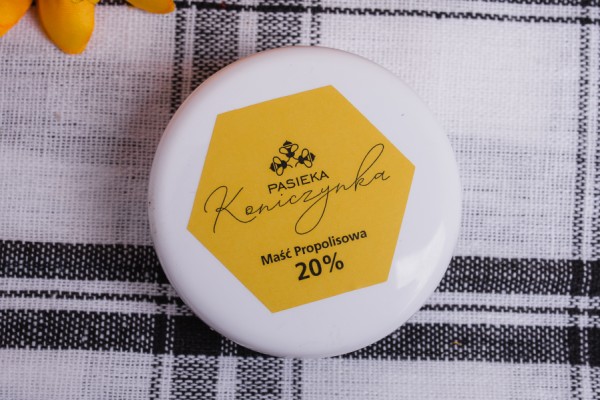 PASIEKA
Koniczynka
Maść Propolisowa
20%